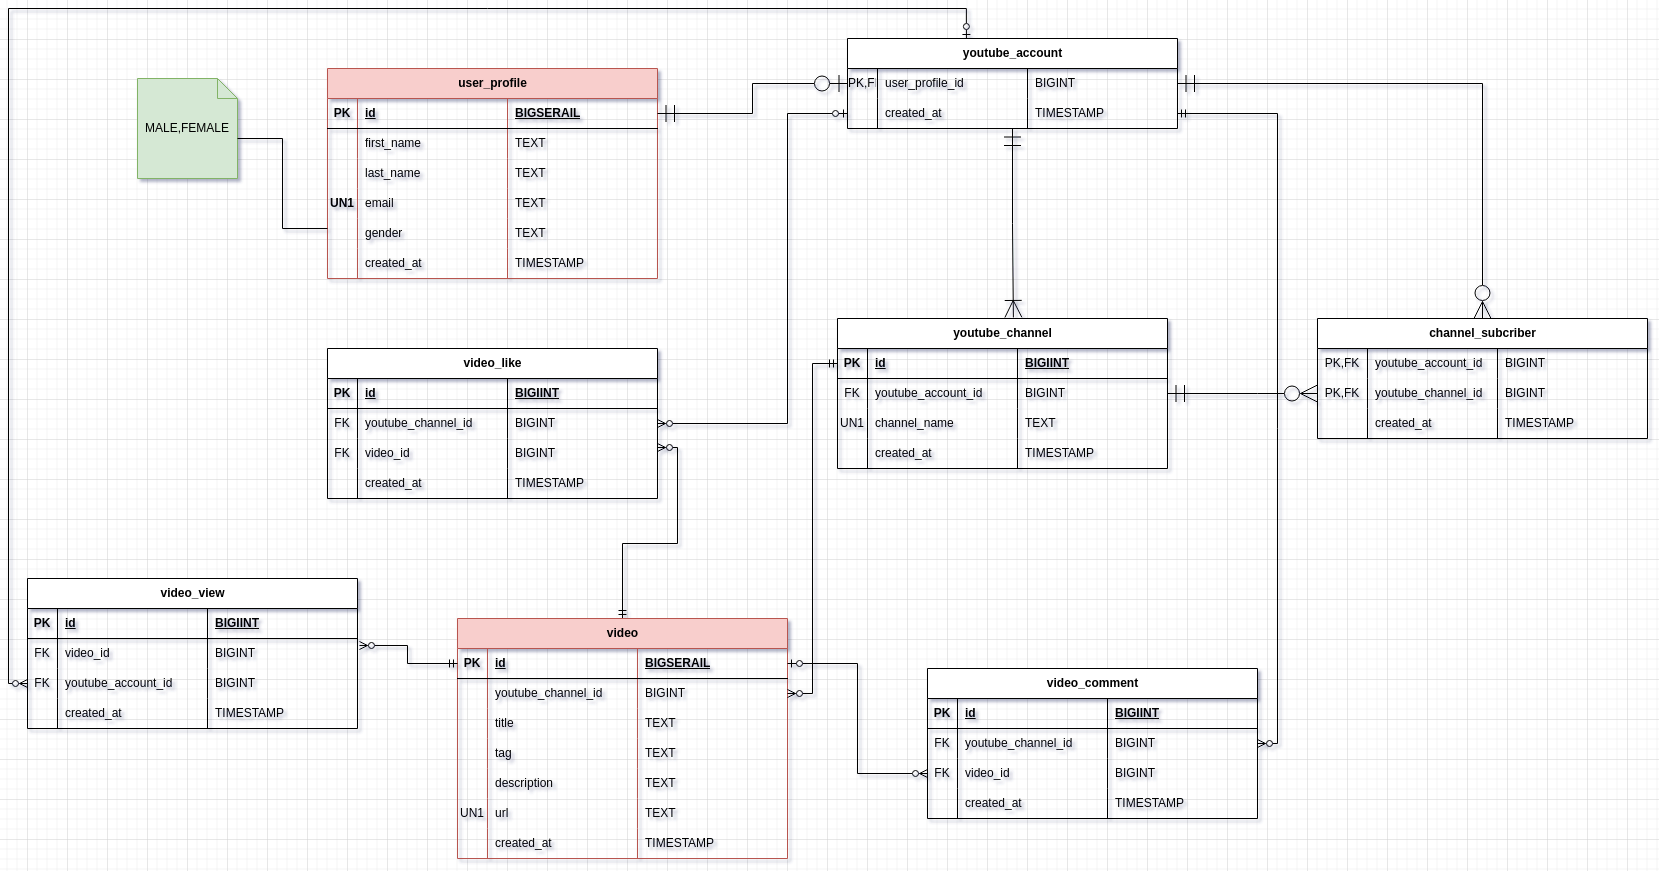 youtube_account
PK,F user_profile_id BIGINT
created_at TIMESTAMP
user_profile
PK id BIGSERAIL
first_name TEXT
last_name TEXT
UN1 email TEXT
gender TEXT
created_at TIMESTAMP
MALE,FEMALE
youtube_channel
PK id BIGIINT
FK youtube_account_id BIGINT
UN1 channel_name TEXT
created_at TIMESTAMP
channel_subcriber
PK,FK youtube_account_id BIGINT
PK,FK youtube_channel_id BIGINT
created_at TIMESTAMP
video_like
PK id BIGIINT
FK youtube_channel_id BIGINT
FK video_id BIGINT
created_at TIMESTAMP
video_view
PK id BIGIINT
FK video_id BIGINT
FK youtube_account_id BIGINT
created_at TIMESTAMP
video
PK id BIGSERAIL
youtube_channel_id BIGINT
title TEXT
tag TEXT
description TEXT
UN1 url TEXT
created_at TIMESTAMP
video_comment
PK id BIGIINT
FK youtube_channel_id BIGINT
FK video_id BIGINT
created_at TIMESTAMP